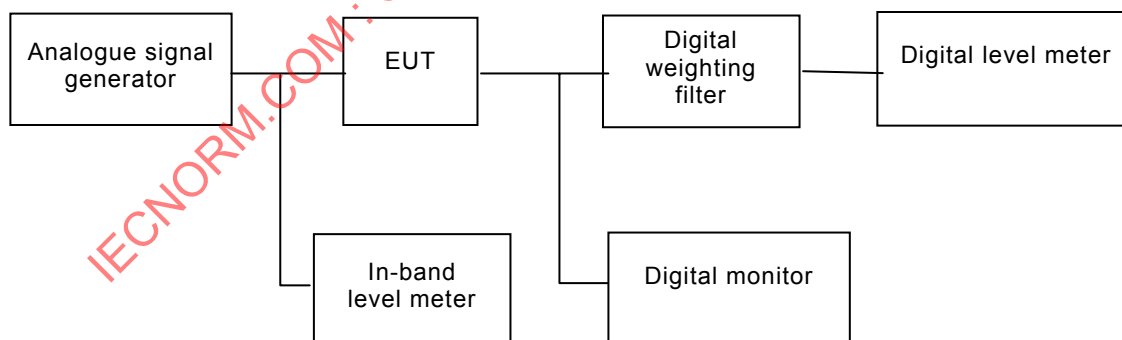 Analogue signal
generator
EUT
Digital
weighting
filter
Digital level meter
In-band
level meter
Digital monitor
IECNORM.COM :